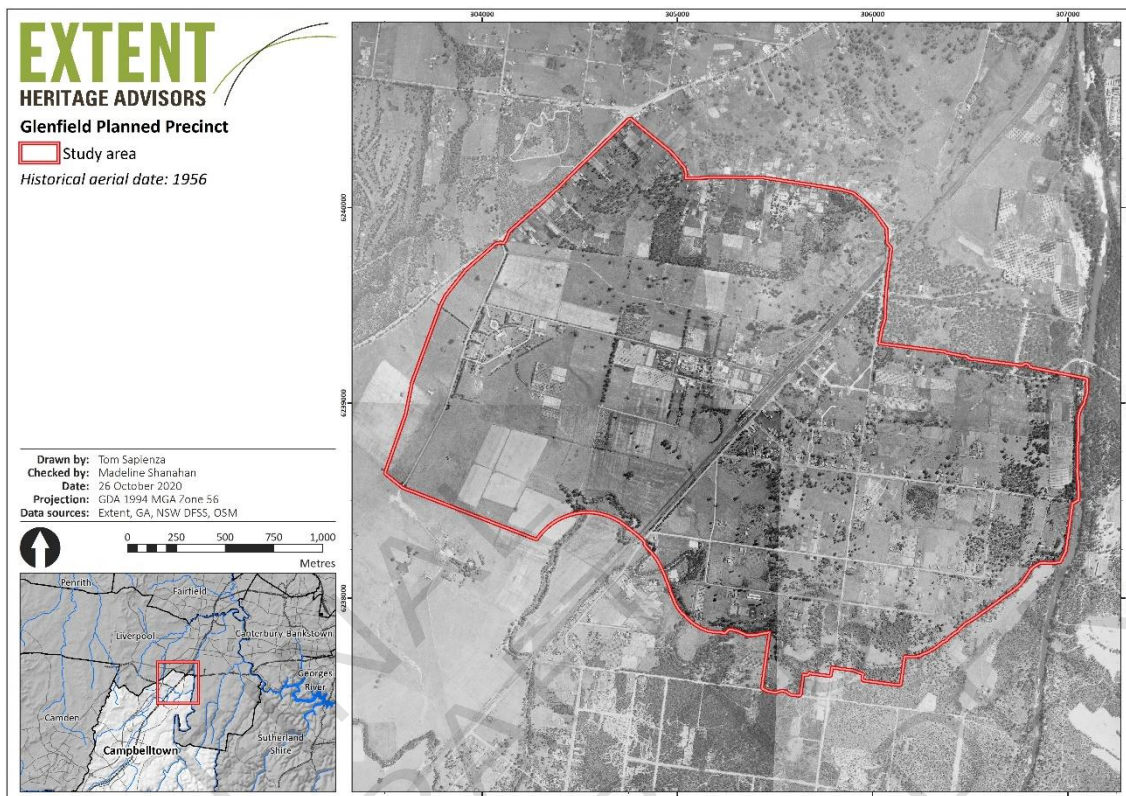 EXTENT
HERITAGE ADVISORS
Glenfield Planned Precinct
Study area
Historical aerial date: 1956
Drawn by: Tom Sapienza
Checked by: Madeline Shanahan
Date: 26 October 2020
Projection: GDA 1994 MGA Zone 56
Data sources: Extent, GA, NSW DFSS, OSM
0 250 500 750 1,000
Metres
Penrith
Fairfield
Liverpool
Canterbury Bankstown
Georges
River
Camden
Sutherland
Shire
Campbelltown
304000 305000 306000 307000
6240000
6239000
6238000